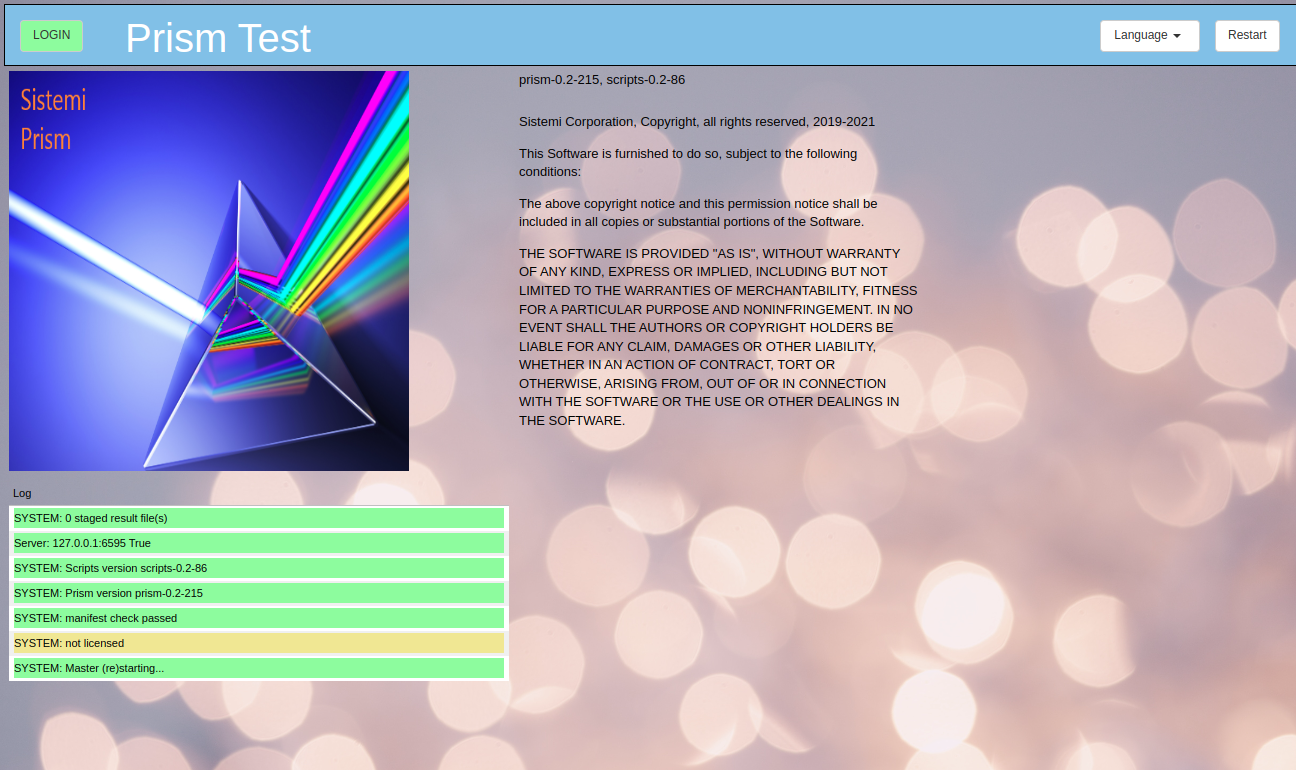 LOGIN
Prism Test
Language
Restart
Sistemi
Prism
prism-0.2-215, scripts-0.2-86
Sistemi Corporation, Copyright, all rights reserved, 2019-2021
This Software is furnished to do so, subject to the following
conditions:
The above copyright notice and this permission notice shall be
included in all copies or substantial portions of the Software.
THE SOFTWARE IS PROVIDED "AS IS", WITHOUT WARRANTY
OF ANY KIND, EXPRESS OR IMPLIED, INCLUDING BUT NOT
LIMITED TO THE WARRANTIES OF MERCHANTABILITY, FITNESS
FOR A PARTICULAR PURPOSE AND NONINFRINGEMENT. IN NO
EVENT SHALL THE AUTHORS OR COPYRIGHT HOLDERS BE
LIABLE FOR ANY CLAIM, DAMAGES OR OTHER LIABILITY,
WHETHER IN AN ACTION OF CONTRACT, TORT OR
OTHERWISE, ARISING FROM, OUT OF OR IN CONNECTION
WITH THE SOFTWARE OR THE USE OR OTHER DEALINGS IN
THE SOFTWARE.
Log
SYSTEM: 0 staged result file(s)
Server: 127.0.0.1:6595 True
SYSTEM: Scripts version scripts-0.2-86
SYSTEM: Prism version prism-0.2-215
SYSTEM: manifest check passed
SYSTEM: not licensed
SYSTEM: Master (re)starting...